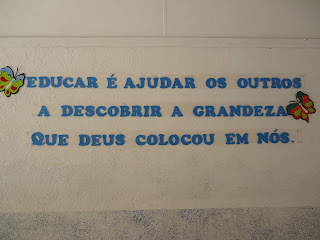 EDUCAR É AJUDAR OS OUTROS
A DESCOBRIR A GRANDEZA
QUE DEUS COLOCOU EM NÓS.